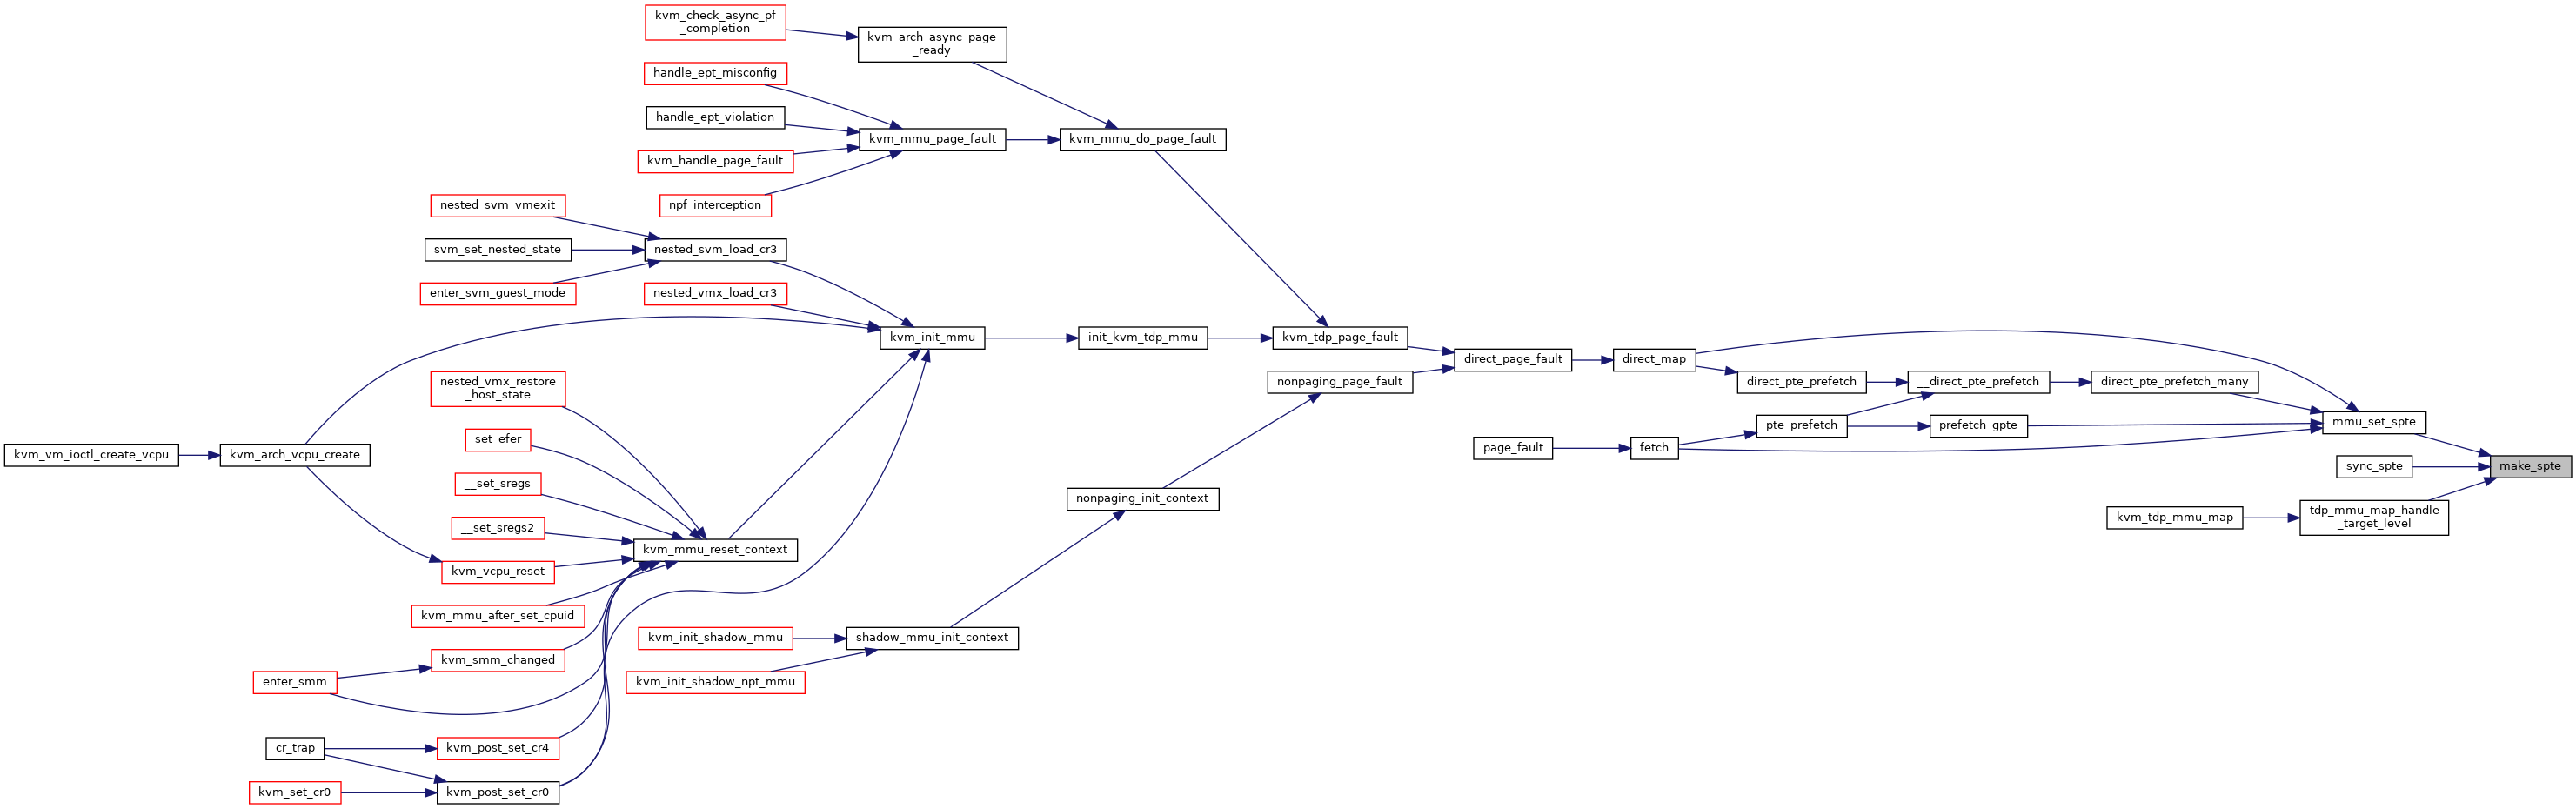 kvm_check_async_pf
_completion
kvm_arch_async_page
_ready
handle_ept_misconfig
handle_ept_violation
kvm_mmu_page_fault
kvm_mmu_do_page_fault
kvm_handle_page_fault
npf_interception
nested_svm_vmexit
svm_set_nested_state
nested_svm_load_cr3
enter_svm_guest_mode
nested_vmx_load_cr3
kvm_init_mmu
init_kvm_tdp_mmu
kvm_tdp_page_fault
direct_page_fault
direct_map
nonpaging_page_fault
direct_pte_prefetch
__direct_pte_prefetch
direct_pte_prefetch_many
nested_vmx_restore
_host_state
pte_prefetch
prefetch_gpte
mmu_set_spte
set_efer
page_fault
fetch
kvm_vm_ioctl_create_vcpu
kvm_arch_vcpu_create
sync_spte
make_spte
__set_sregs
nonpaging_init_context
kvm_tdp_mmu_map
tdp_mmu_map_handle
_target_level
__set_sregs2
kvm_mmu_reset_context
kvm_vcpu_reset
kvm_mmu_after_set_cpuid
kvm_init_shadow_mmu
shadow_mmu_init_context
kvm_smm_changed
enter_smm
kvm_init_shadow_npt_mmu
cr_trap
kvm_post_set_cr4
kvm_set_cr0
kvm_post_set_cr0